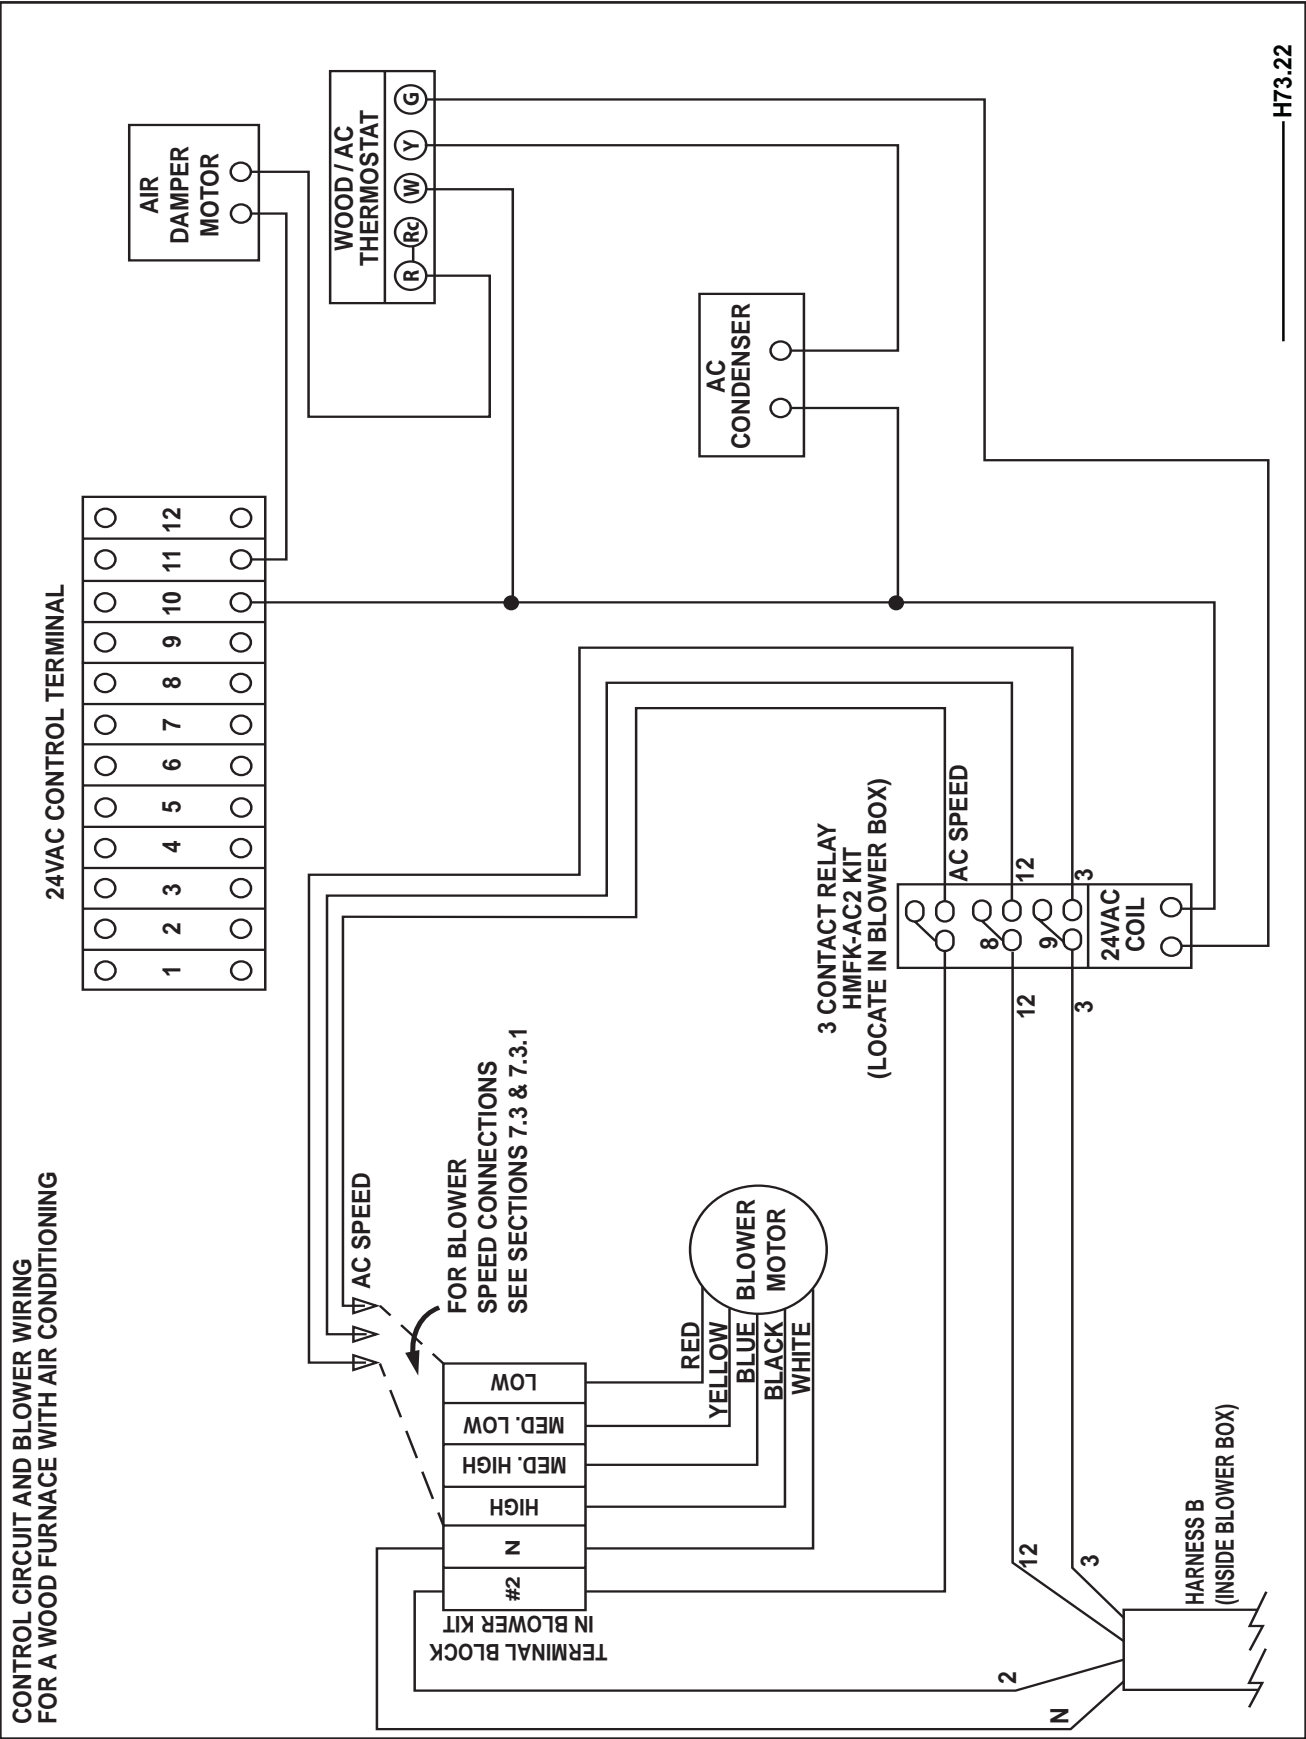 CONTROL CIRCUIT AND BLOWER WIRING
FOR A WOOD FURNACE WITH AIR CONDITIONING
24VAC CONTROL TERMINAL
1
2
3
4
5
6
7
8
9
10
11
12
AIR
DAMPER
MOTOR
WOOD / AC
THERMOSTAT
R
Rc
W
Y
G
AC
CONDENSER
AC SPEED
FOR BLOWER
SPEED CONNECTIONS
SEE SECTIONS 7.3 & 7.3.1
TERMINAL BLOCK
IN BLOWER KIT
#2
N
HIGH
MED. HIGH
MED. LOW
LOW
RED
YELLOW
BLUE
BLACK
WHITE
BLOWER
MOTOR
3 CONTACT RELAY
HMFK-AC2 KIT
(LOCATE IN BLOWER BOX)
AC SPEED
12
3
8
9
12
3
24VAC
COIL
N
2
12
3
HARNESS B
(INSIDE BLOWER BOX)
H73.22